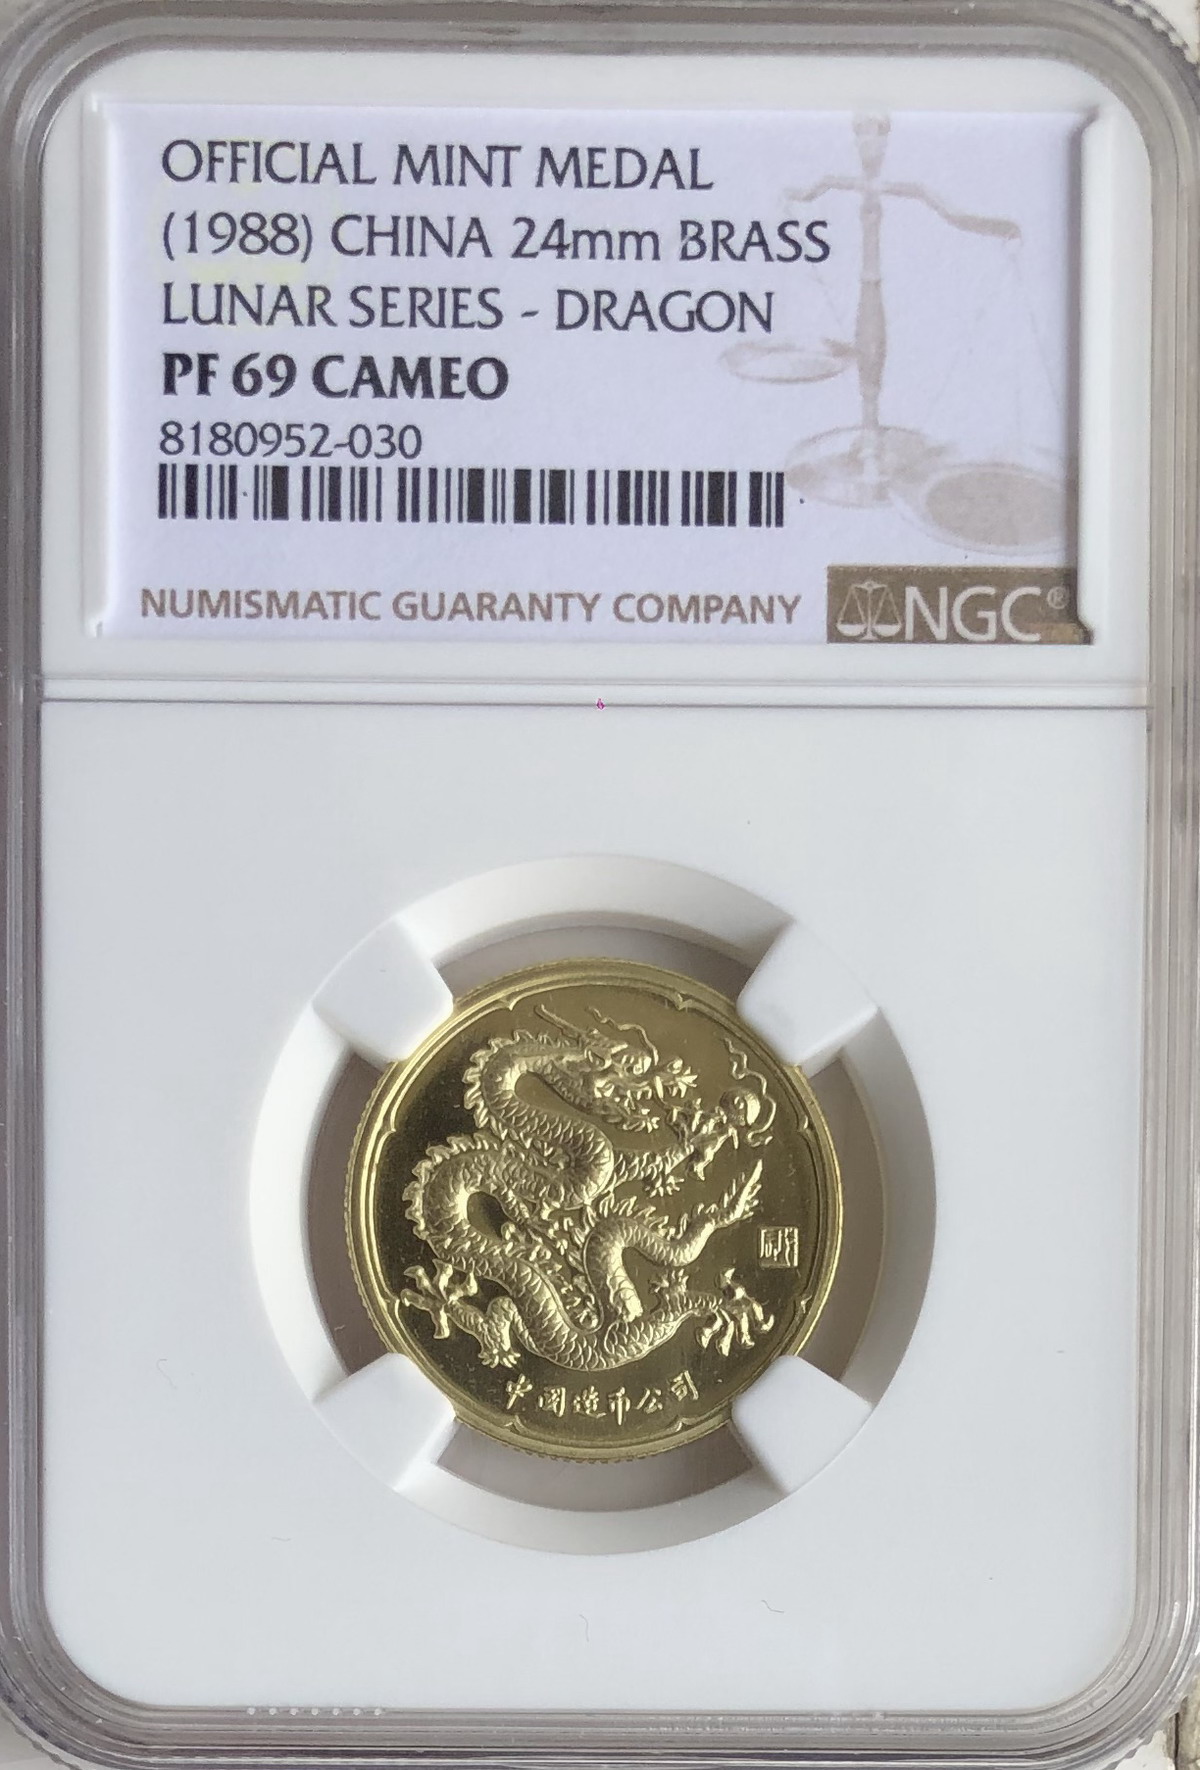 OFFICIAL MINT MEDAL
(1988) CHINA 24mm BRASS
LUNAR SERIES - DRAGON
PF 69 CAMEO
8180952-030
NUMISMATIC GUARANTY COMPANY
NGC®
中國造币公司